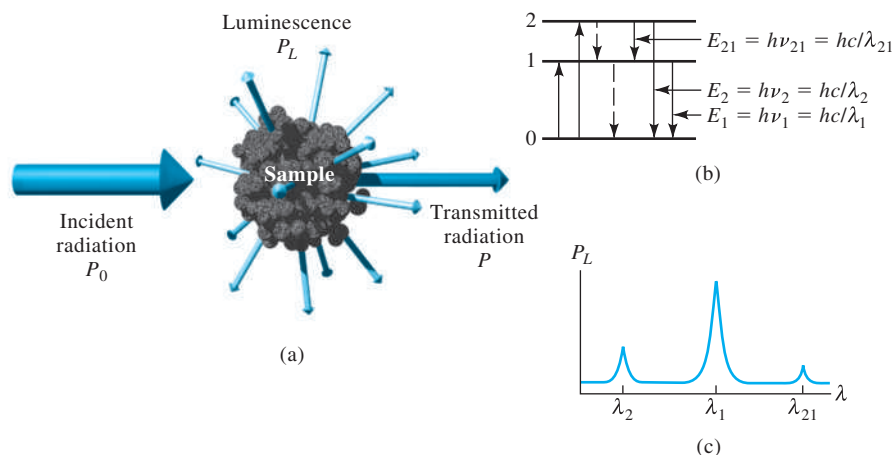 Luminescence
P_L
Sample
Incident
radiation
P_0
Transmitted
radiation
P
(a)
2
E_21 = hν_21 = hc/λ_21
1
E_2 = hν_2 = hc/λ_2
E_1 = hν_1 = hc/λ_1
0
(b)
P_L
λ_2 λ_1 λ_21 λ
(c)